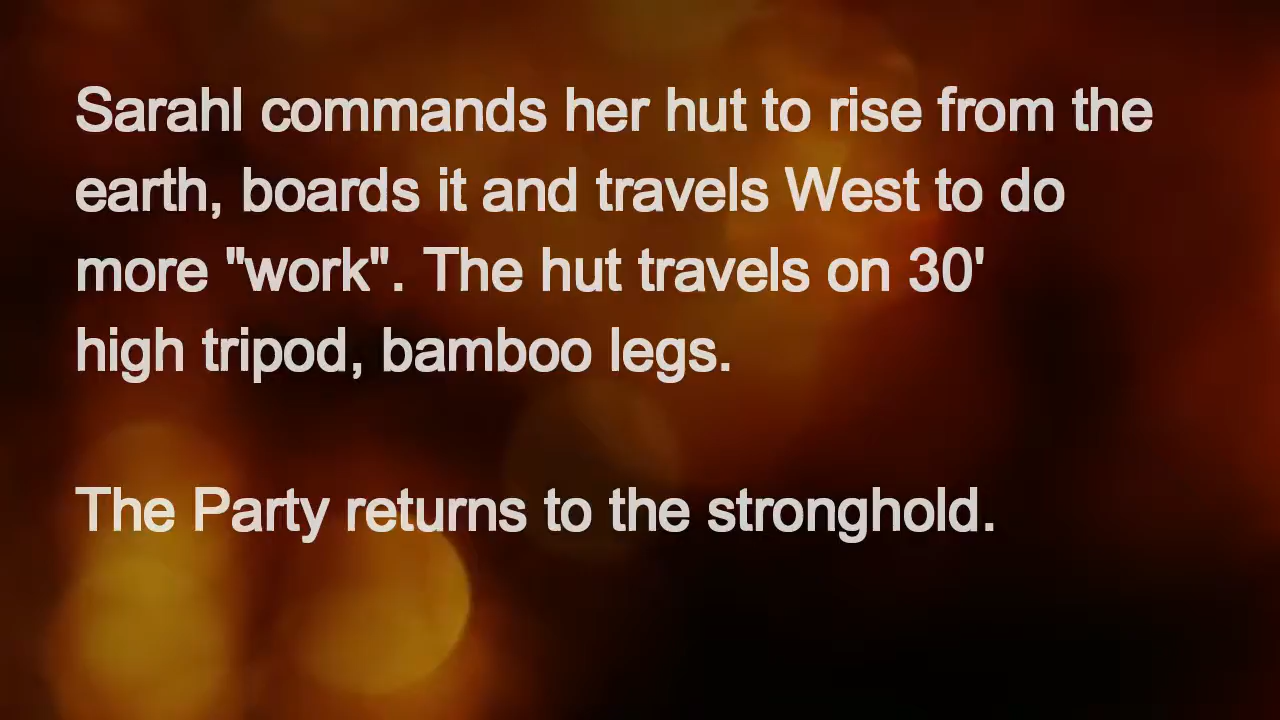 Sarahl commands her hut to rise from the
earth, boards it and travels West to do
more "work". The hut travels on 30'
high tripod, bamboo legs.
The Party returns to the stronghold.